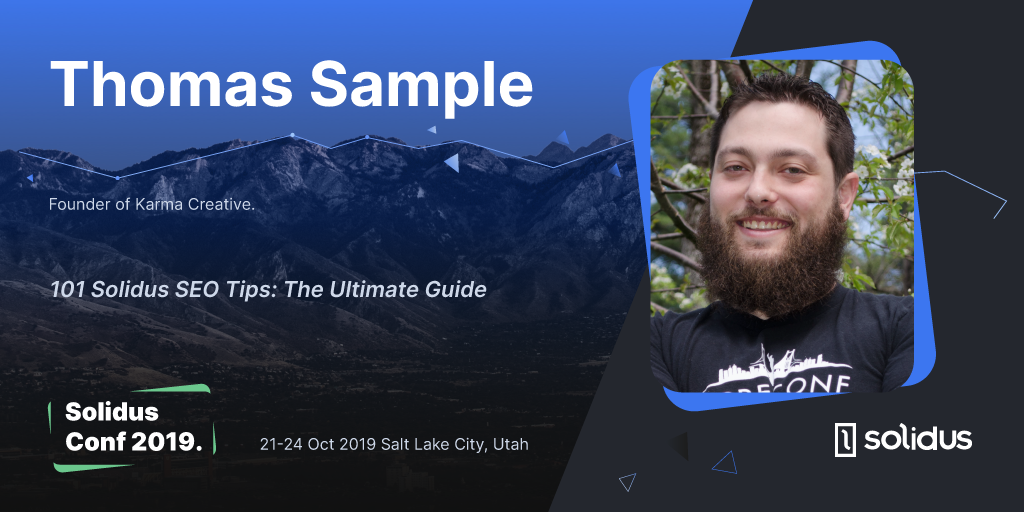 Thomas Sample
Founder of Karma Creative.
101 Solidus SEO Tips: The Ultimate Guide
Solidus
Conf 2019.
21-24 Oct 2019 Salt Lake City, Utah
solidus